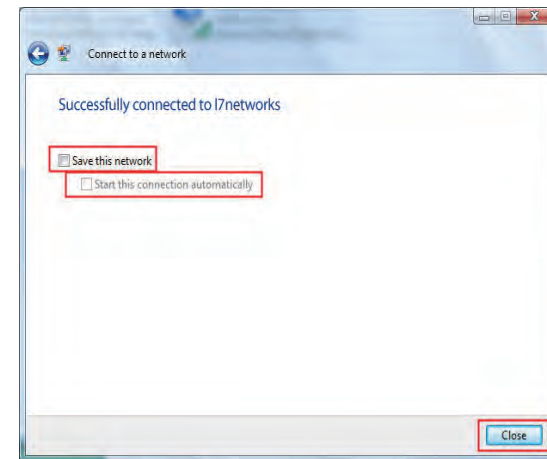 Connect to a network
Successfully connected to l7networks
Save this network
Start this connection automatically
Close